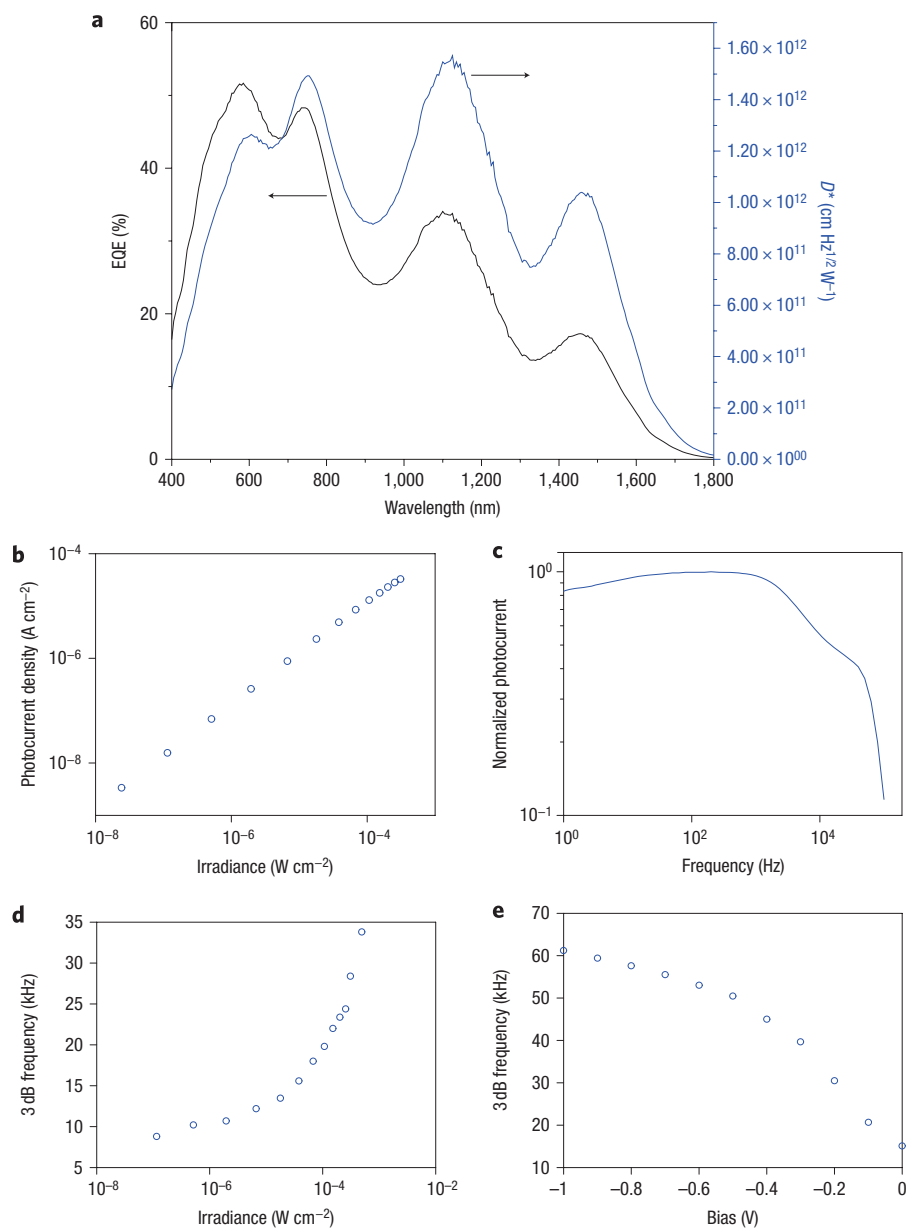 a
60
40
20
0
EQE (%)
1.60 × 10¹²
1.40 × 10¹²
1.20 × 10¹²
1.00 × 10¹²
8.00 × 10¹¹
6.00 × 10¹¹
4.00 × 10¹¹
2.00 × 10¹¹
0.00 × 10⁰⁰
D* (cm Hz¹/² W⁻¹)
400 600 800 1,000 1,200 1,400 1,600 1,800
Wavelength (nm)
b
10⁻⁴
10⁻⁶
10⁻⁸
Photocurrent density (A cm⁻²)
10⁻⁸ 10⁻⁶ 10⁻⁴
Irradiance (W cm⁻²)
c
10⁰
10⁻¹
Normalized photocurrent
10⁰ 10² 10⁴
Frequency (Hz)
d
35
30
25
20
15
10
5
3 dB frequency (kHz)
10⁻⁸ 10⁻⁶ 10⁻⁴ 10⁻²
Irradiance (W cm⁻²)
e
70
60
50
40
30
20
10
3 dB frequency (kHz)
−1 −0.8 −0.6 −0.4 −0.2 0
Bias (V)